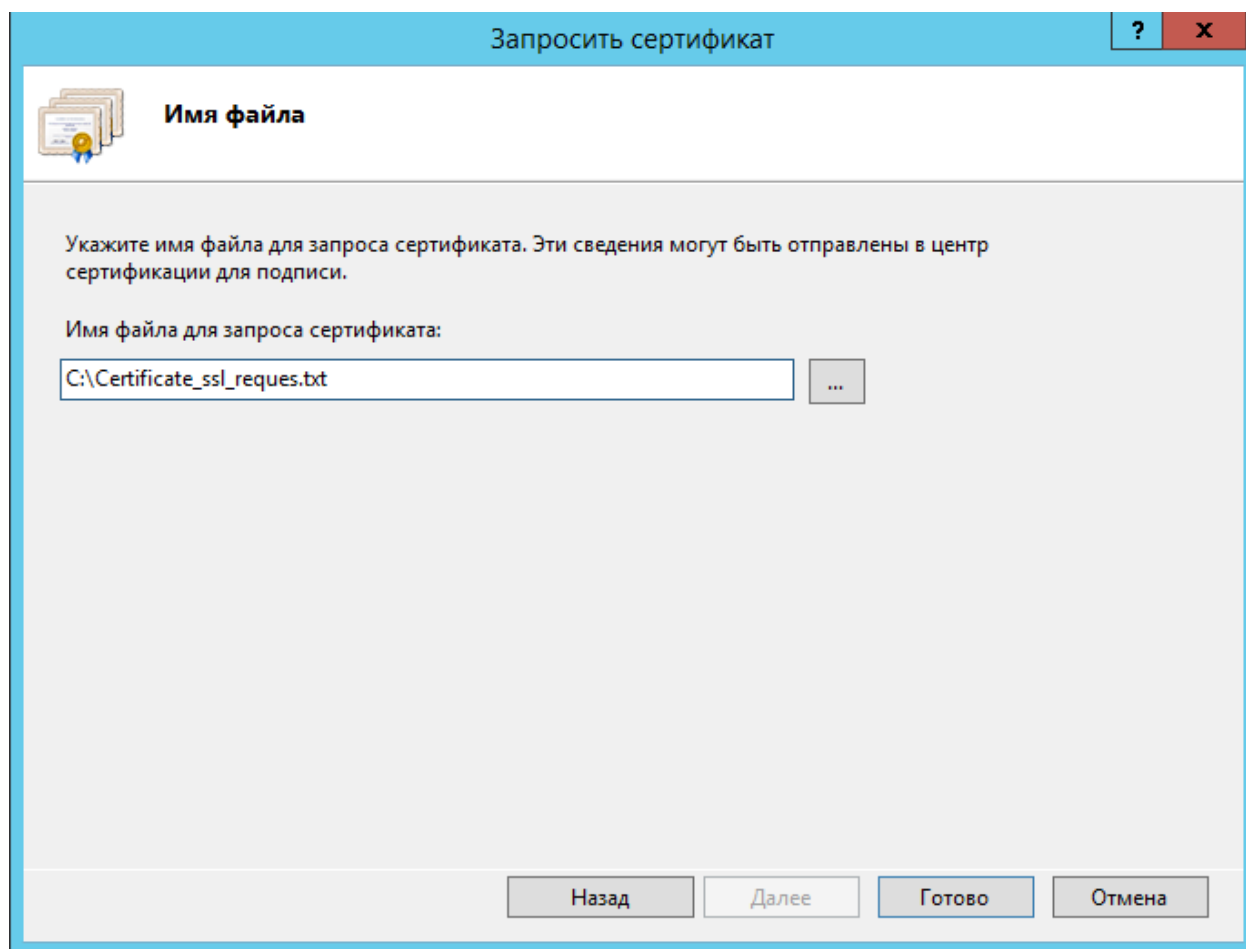 Запросить сертификат
?
x
Имя файла
Укажите имя файла для запроса сертификата. Эти сведения могут быть отправлены в центр
сертификации для подписи.
Имя файла для запроса сертификата:
C:\Certificate_ssl_reques.txt
...
Назад
Далее
Готово
Отмена